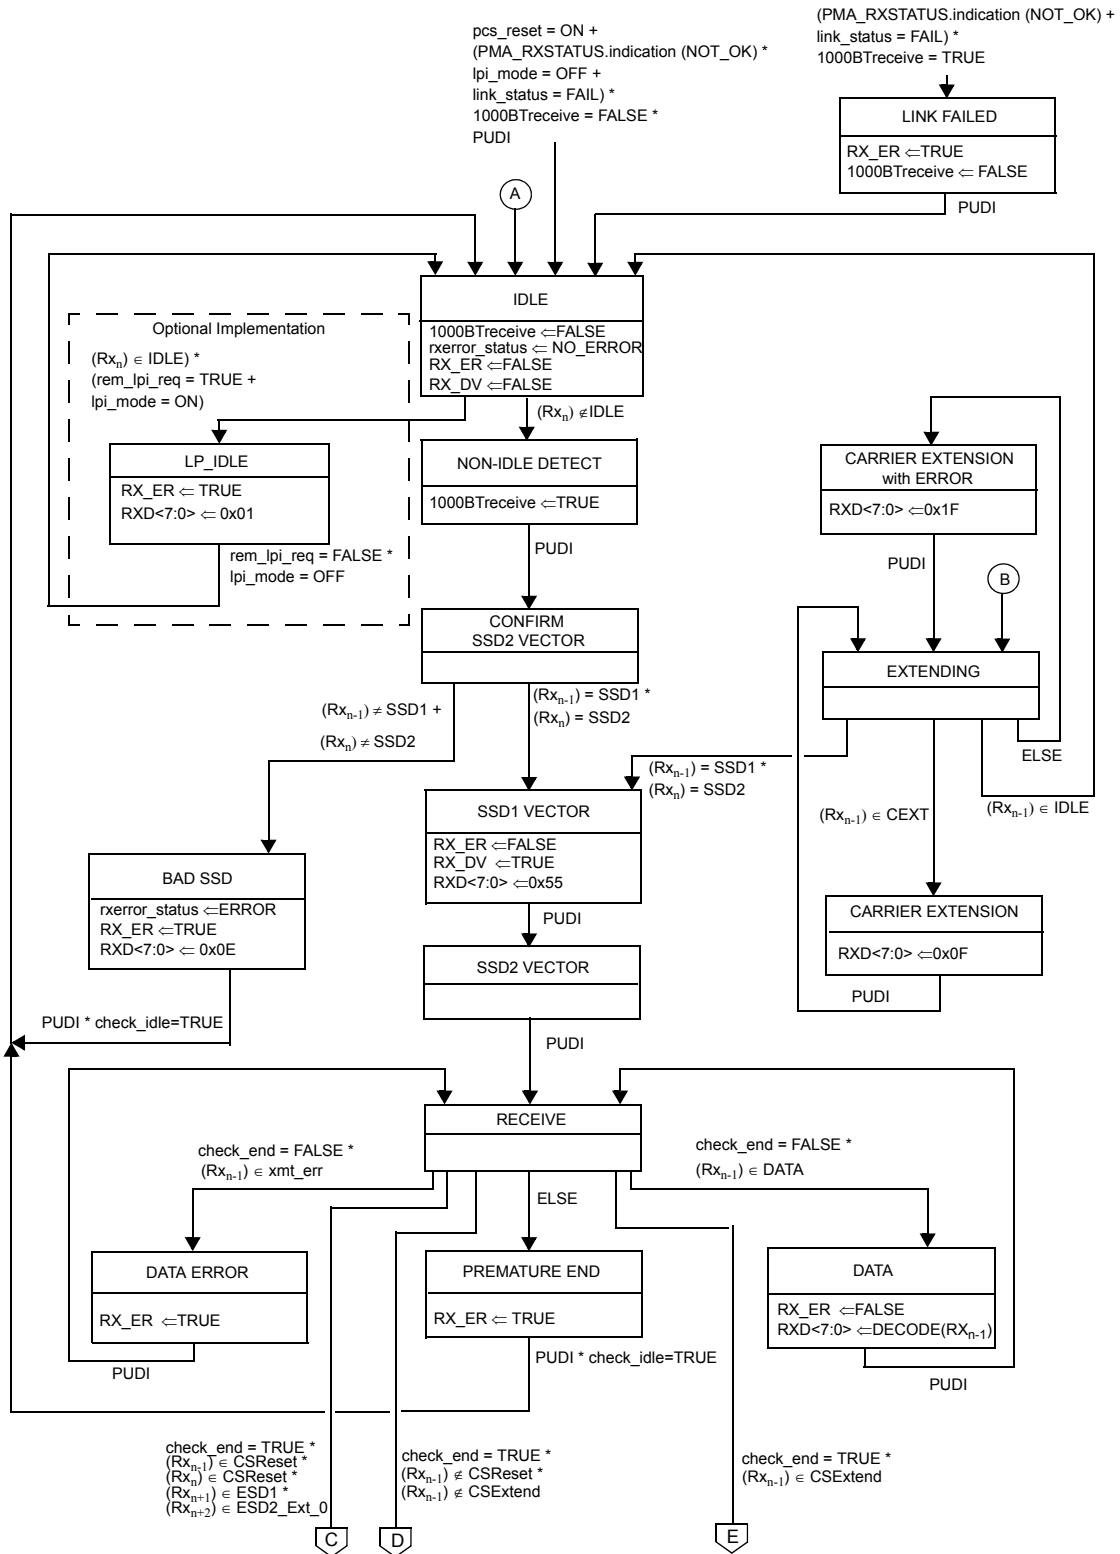 pcs_reset = ON +
(PMA_RXSTATUS.indication (NOT_OK) *
lpi_mode = OFF +
link_status = FAIL) *
1000BTreceive = FALSE *
PUDI
(PMA_RXSTATUS.indication (NOT_OK) +
link_status = FAIL) *
1000BTreceive = TRUE
LINK FAILED
RX_ER ⇐TRUE
1000BTreceive ⇐ FALSE
PUDI
A
IDLE
1000BTreceive ⇐FALSE
rxerror_status ⇐ NO_ERROR
RX_ER ⇐FALSE
RX_DV ⇐FALSE
Optional Implementation
(Rxn) ∈ IDLE) *
(rem_lpi_req = TRUE +
lpi_mode = ON)
(Rxn) ∉IDLE
LP_IDLE
RX_ER ⇐ TRUE
RXD<7:0> ⇐ 0x01
rem_lpi_req = FALSE *
lpi_mode = OFF
NON-IDLE DETECT
1000BTreceive ⇐TRUE
PUDI
CARRIER EXTENSION
with ERROR
RXD<7:0> ⇐0x1F
PUDI
B
CONFIRM
SSD2 VECTOR
EXTENDING
(Rxn-1) ≠ SSD1 +
(Rxn) ≠ SSD2
(Rxn-1) = SSD1 *
(Rxn) = SSD2
(Rxn-1) = SSD1 *
(Rxn) = SSD2
ELSE
(Rxn-1) ∈ CEXT
(Rxn-1) ∈ IDLE
SSD1 VECTOR
RX_ER ⇐FALSE
RX_DV ⇐TRUE
RXD<7:0> ⇐0x55
PUDI
BAD SSD
rxerror_status ⇐ERROR
RX_ER ⇐TRUE
RXD<7:0> ⇐ 0x0E
PUDI * check_idle=TRUE
CARRIER EXTENSION
RXD<7:0> ⇐0x0F
PUDI
SSD2 VECTOR
PUDI
RECEIVE
check_end = FALSE *
(Rxn-1) ∈ xmt_err
ELSE
check_end = FALSE *
(Rxn-1) ∈ DATA
DATA ERROR
RX_ER ⇐TRUE
PUDI
PREMATURE END
RX_ER ⇐ TRUE
PUDI * check_idle=TRUE
DATA
RX_ER ⇐FALSE
RXD<7:0> ⇐DECODE(RXn-1)
PUDI
check_end = TRUE *
(Rxn-1) ∈ CSReset *
(Rxn) ∈ CSReset *
(Rxn+1) ∈ ESD1 *
(Rxn+2) ∈ ESD2_Ext_0
check_end = TRUE *
(Rxn-1) ∉ CSReset *
(Rxn-1) ∉ CSExtend
check_end = TRUE *
(Rxn-1) ∈ CSExtend
C
D
E